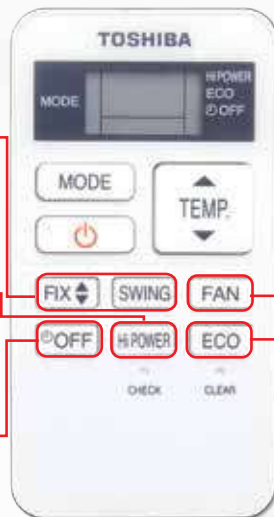 TOSHIBA
MODE
Hi POWER
ECO
OFF
MODE
TEMP.
FIX
SWING
FAN
OFF
Hi POWER
ECO
CHECK
CLEAR